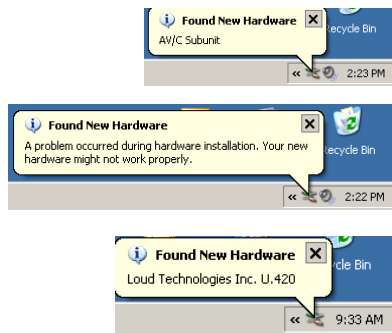 Found New Hardware
AV/C Subunit
Recycle Bin
« 2:23 PM
Found New Hardware
A problem occurred during hardware installation. Your new
hardware might not work properly.
Recycle Bin
« 2:22 PM
Found New Hardware
Loud Technologies Inc. U.420
cle Bin
« 9:33 AM